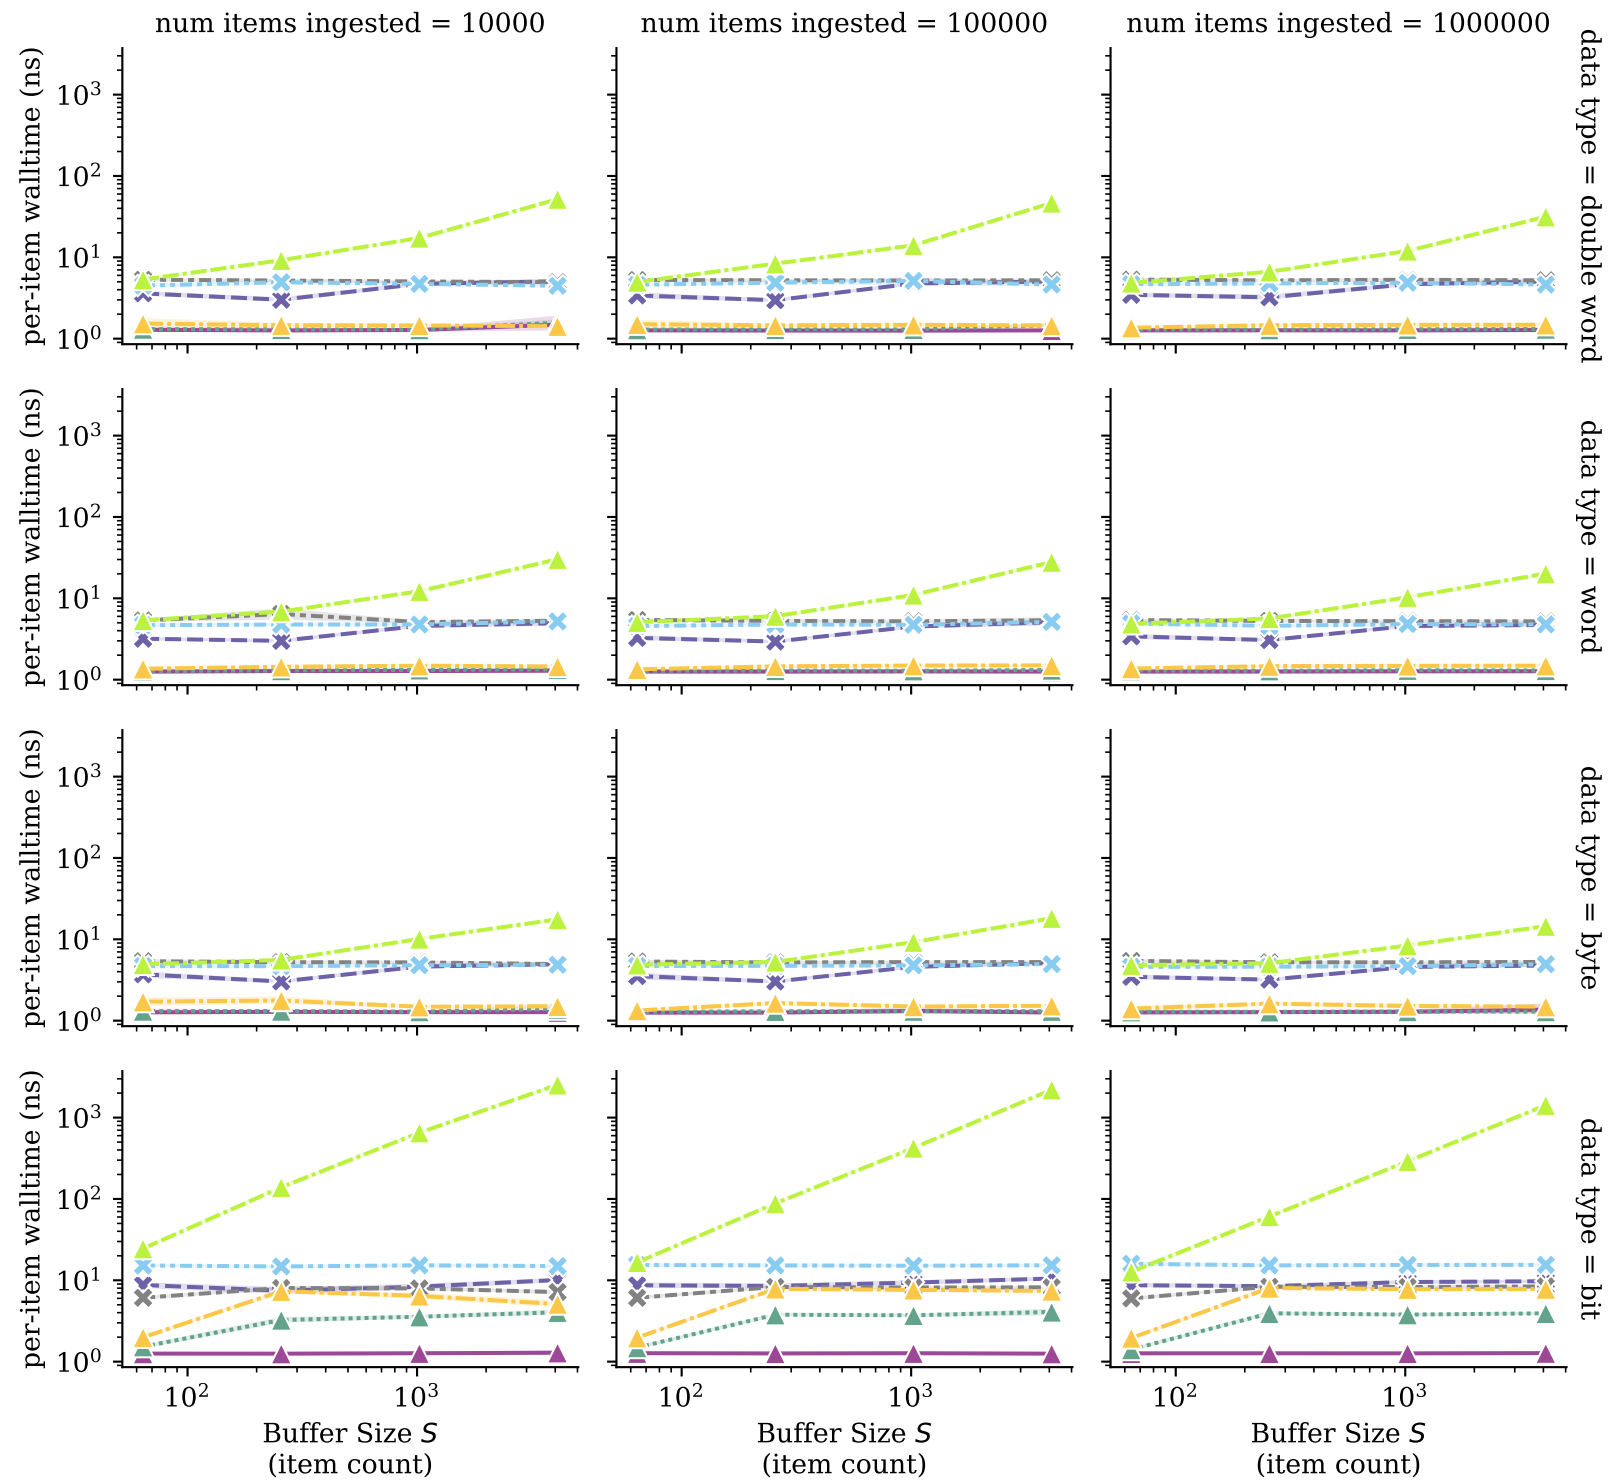 num items ingested = 10000
num items ingested = 100000
num items ingested = 1000000
per-item walltime (ns)
10³
10²
10¹
10⁰
data type = double word
per-item walltime (ns)
10³
10²
10¹
10⁰
data type = word
per-item walltime (ns)
10³
10²
10¹
10⁰
data type = byte
per-item walltime (ns)
10³
10²
10¹
10⁰
data type = bit
10² 10³
10² 10³
10² 10³
Buffer Size S
(item count)
Buffer Size S
(item count)
Buffer Size S
(item count)